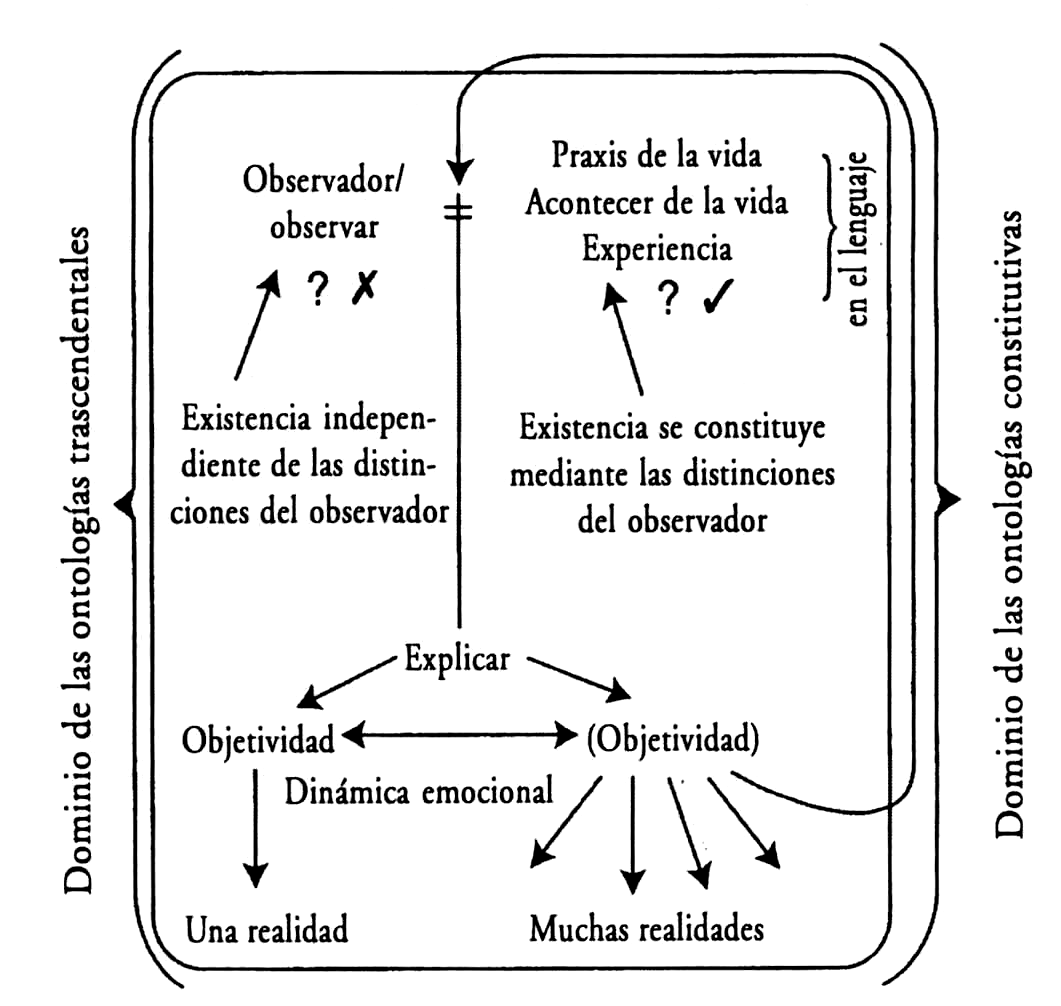 Dominio de las ontologías trascendentales
Observador/
observar
? ✗
Existencia indepen-
diente de las distin-
ciones del observador
Praxis de la vida
Acontecer de la vida
Experiencia
? ✓
en el lenguaje
Existencia se constituye
mediante las distinciones
del observador
Explicar
Objetividad
(Objetividad)
Dinámica emocional
Una realidad
Muchas realidades
Dominio de las ontologías constitutivas